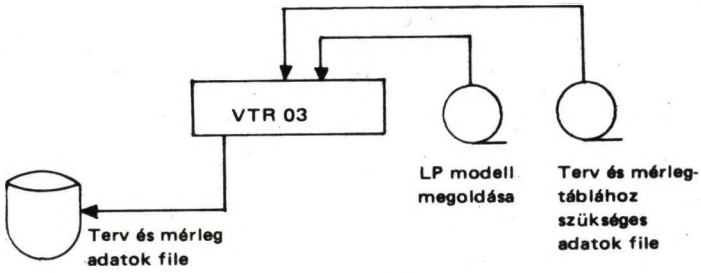 VTR 03
LP modell
megoldása
Terv és mérleg-
táblához
szükséges
adatok file
Terv és mérleg
adatok file